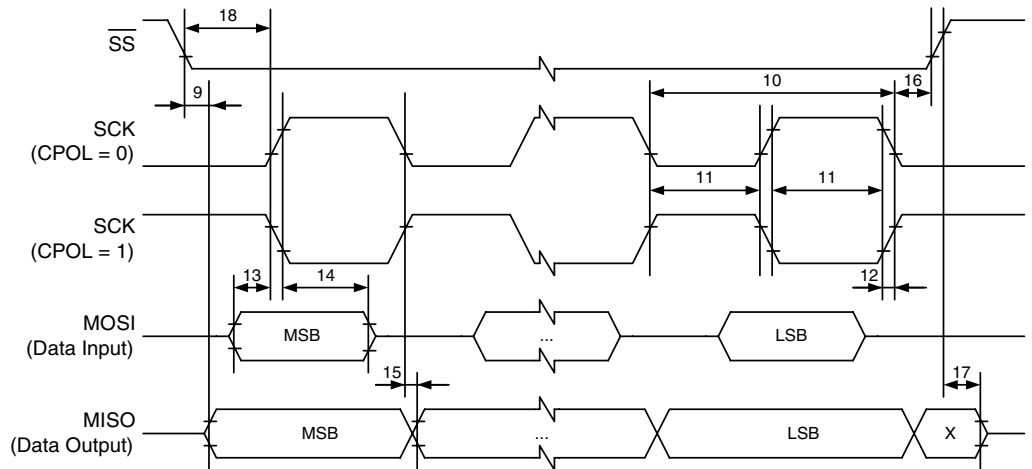 18
SS
10
16
9
SCK
(CPOL = 0)
11
11
SCK
(CPOL = 1)
13
14
12
MOSI
(Data Input)
MSB
...
LSB
15
17
MISO
(Data Output)
MSB
...
LSB
X